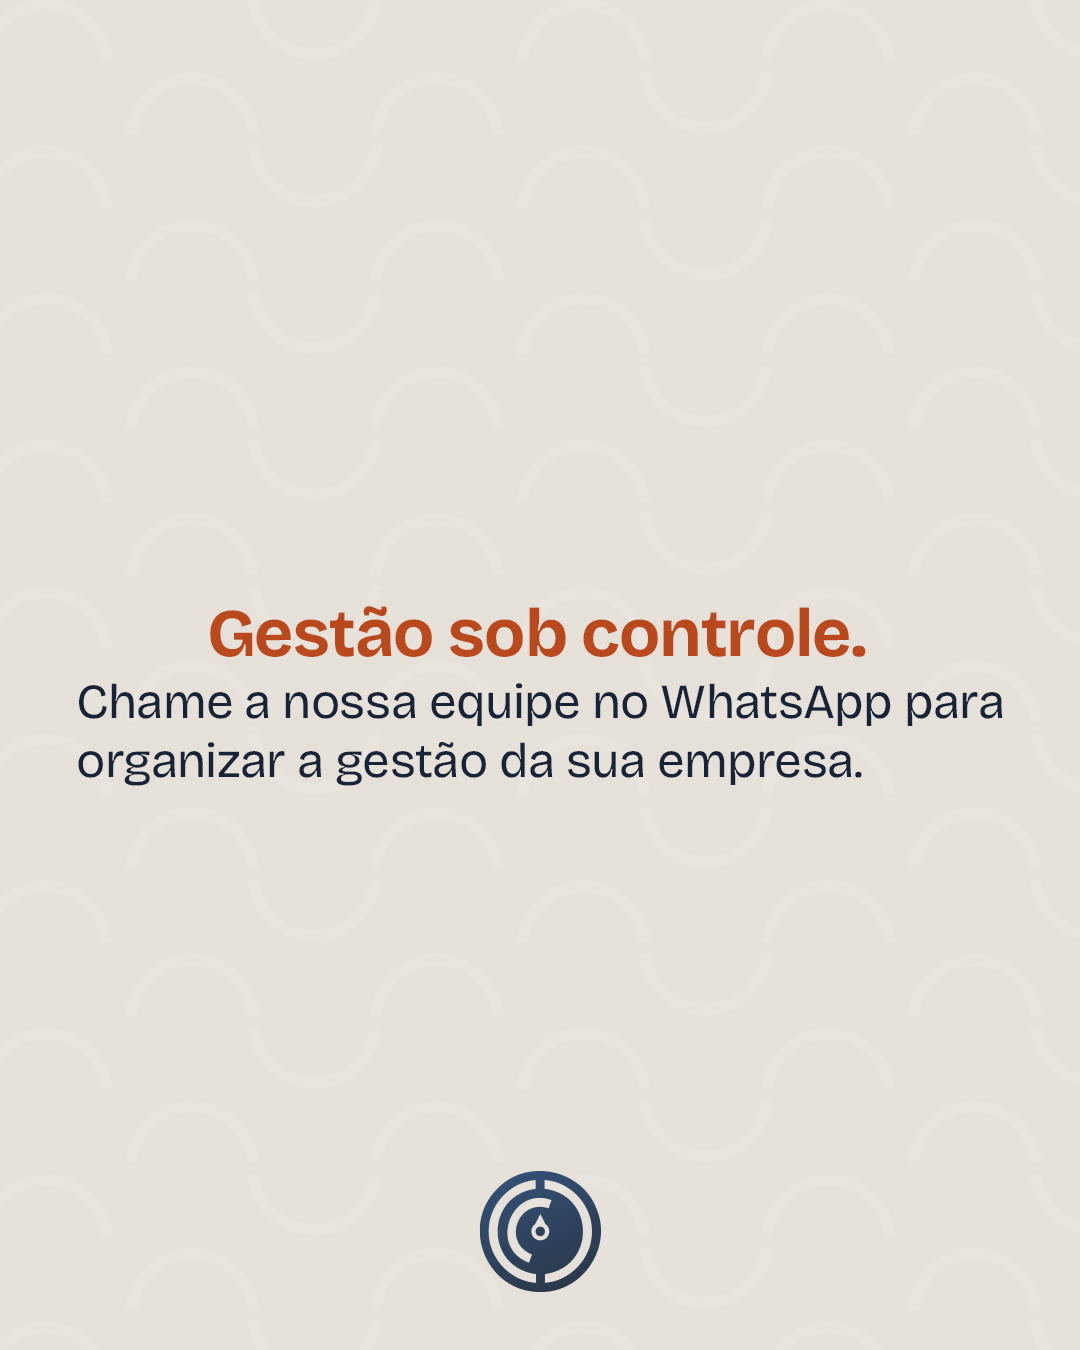 Gestão sob controle.
Chame a nossa equipe no WhatsApp para
organizar a gestão da sua empresa.